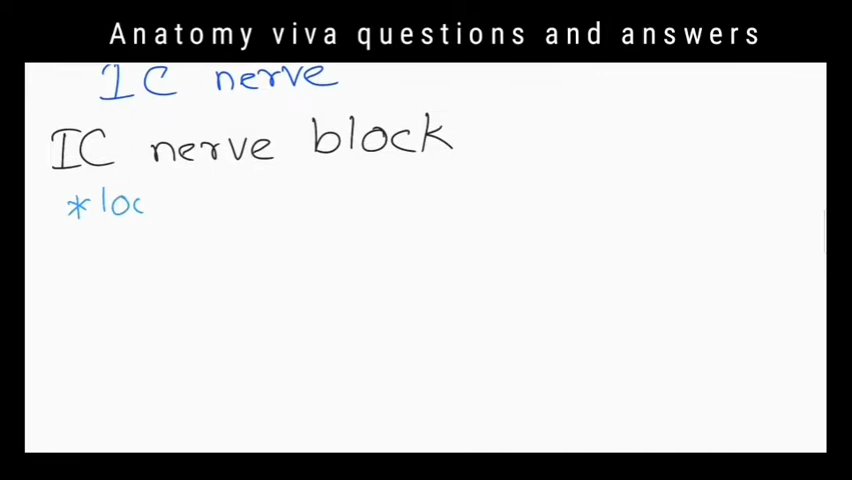 Anatomy viva questions and answers
IC nerve
IC nerve block
*loc